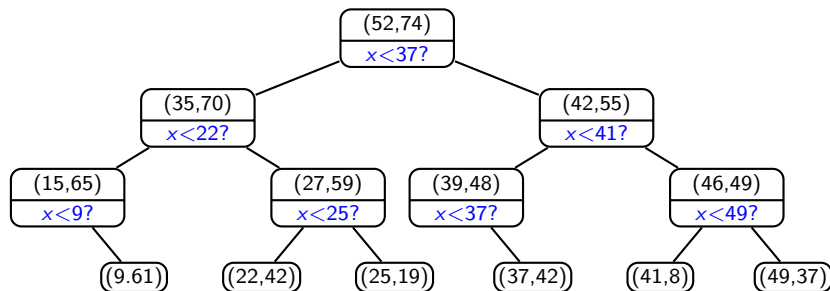 (52,74)
x<37?
(35,70)
(42,55)
x<22?
x<41?
(15,65)
(27,59)
(39,48)
(46,49)
x<9?
x<25?
x<37?
x<49?
(9.61)
(22,42)
(25,19)
(37,42)
(41,8)
(49,37)